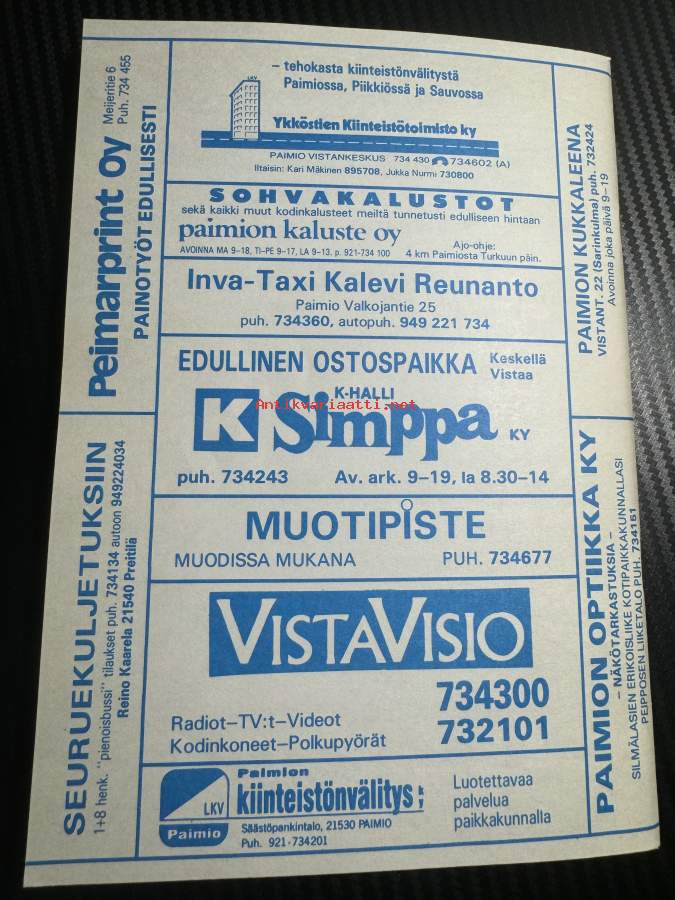 Peimarprint Oy
Meijeritie 6
Puh. 734 455
PAINOTYÖT EDULLISESTI
SEURUEKULJETUKSIIN
1+8 henk. "pienoisbussi" tilaukset puh. 734134 autoon 949224034
Reino Kaarela 21540 Preitilä
– tehokasta kiinteistönvälitystä
Paimiossa, Piikkiössä ja Sauvossa
LKV
Ykköstien Kiinteistötoimisto ky
PAIMIO VISTANKESKUS 734 430 734602 (A)
Iltaisin: Kari Mäkinen 895708, Jukka Nurmi 730800
SOHVAKALUSTOT
sekä kaikki muut kodinkalusteet meiltä tunnetusti edulliseen hintaan
paimion kaluste oy
AVOINNA MA 9–18, TI–PE 9–17, LA 9–13. p. 921-734 100
Ajo-ohje:
4 km Paimiosta Turkuun päin.
Inva-Taxi Kalevi Reunanto
Paimio Valkojantie 25
puh. 734360, autopuh. 949 221 734
EDULLINEN OSTOSPAIKKA
Keskellä
Vistaa
K-HALLI
K Simppa KY
Antikvariaatti.net
puh. 734243 Av. ark. 9–19, la 8.30–14
MUOTIPISTE
MUODISSA MUKANA PUH. 734677
VISTAVISIO
734300
Radiot–TV:t–Videot
732101
Kodinkoneet–Polkupyörät
LKV
Paimio
Paimion
kiinteistönvälitys ky
Säästöpankintalo, 21530 PAIMIO
Puh. 921-734201
Luotettavaa
palvelua
paikkakunnalla
PAIMION KUKKALEENA
VISTANT. 22 (Sarinkulma) puh. 732424
Avoinna joka päivä 9–19
PAIMION OPTIIKKA KY
– NÄKÖTARKASTUKSIA –
SILMÄLASIEN ERIKOISLIIKE KOTIPAIKKAKUNNALLASI
PEIPPOSEN LIIKETALO PUH. 734151